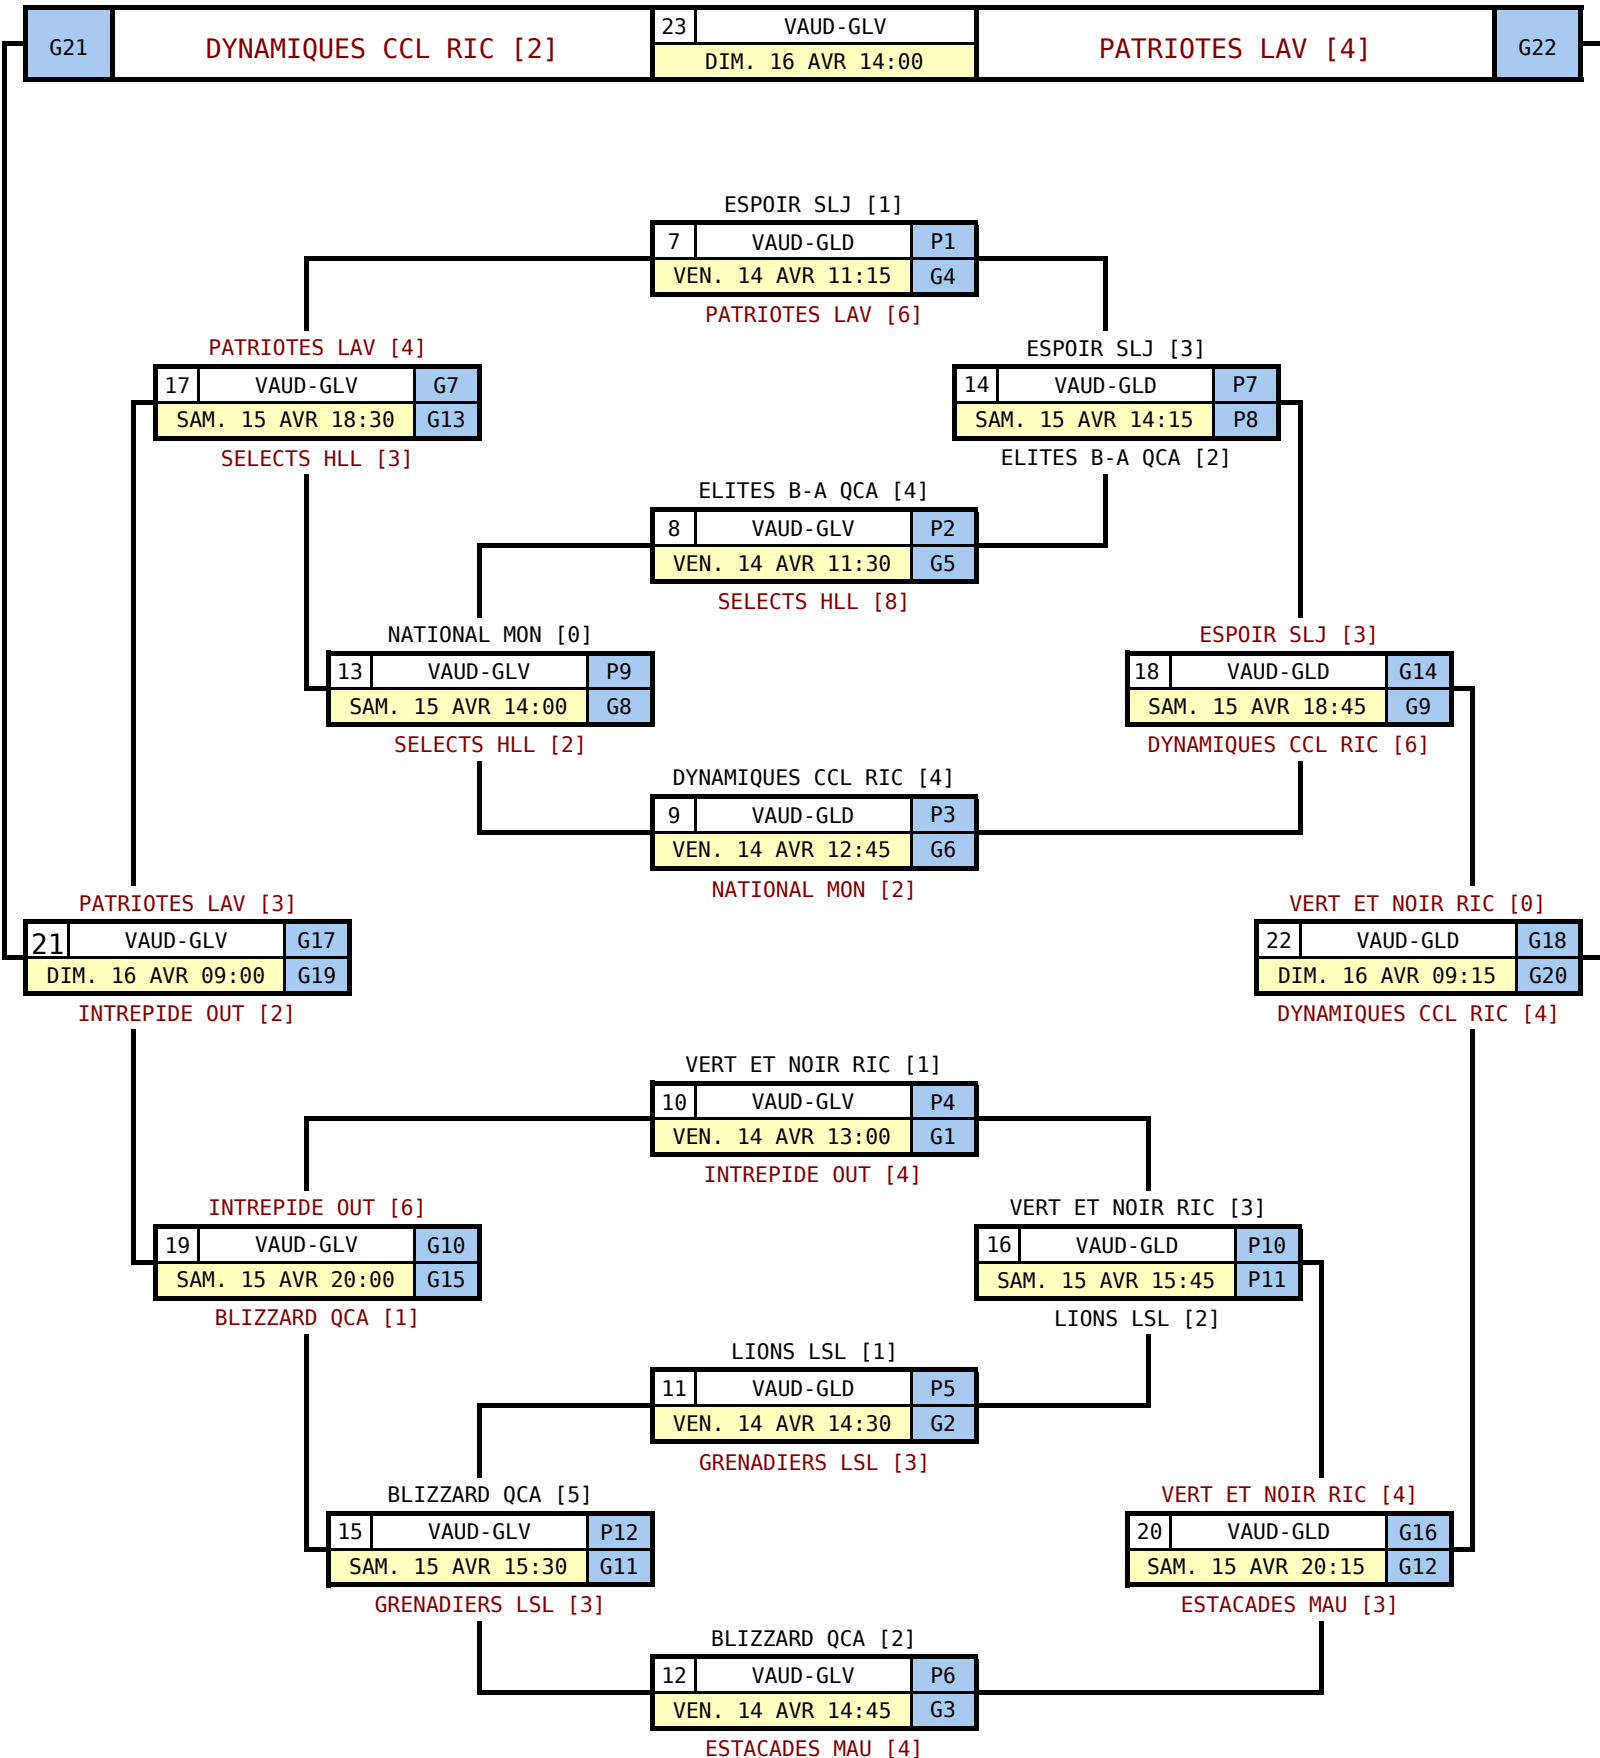 G21 DYNAMIQUES CCL RIC [2] 23 VAUD-GLV PATRIOTES LAV [4] G22
DIM. 16 AVR 14:00
ESPOIR SLJ [1]
7 VAUD-GLD P1
VEN. 14 AVR 11:15 G4
PATRIOTES LAV [6]
PATRIOTES LAV [4]
17 VAUD-GLV G7
SAM. 15 AVR 18:30 G13
SELECTS HLL [3]
ESPOIR SLJ [3]
14 VAUD-GLD P7
SAM. 15 AVR 14:15 P8
ELITES B-A QCA [2]
ELITES B-A QCA [4]
8 VAUD-GLV P2
VEN. 14 AVR 11:30 G5
SELECTS HLL [8]
NATIONAL MON [0]
13 VAUD-GLV P9
SAM. 15 AVR 14:00 G8
SELECTS HLL [2]
ESPOIR SLJ [3]
18 VAUD-GLD G14
SAM. 15 AVR 18:45 G9
DYNAMIQUES CCL RIC [6]
DYNAMIQUES CCL RIC [4]
9 VAUD-GLD P3
VEN. 14 AVR 12:45 G6
NATIONAL MON [2]
PATRIOTES LAV [3]
21 VAUD-GLV G17
DIM. 16 AVR 09:00 G19
INTREPIDE OUT [2]
VERT ET NOIR RIC [0]
22 VAUD-GLD G18
DIM. 16 AVR 09:15 G20
DYNAMIQUES CCL RIC [4]
VERT ET NOIR RIC [1]
10 VAUD-GLV P4
VEN. 14 AVR 13:00 G1
INTREPIDE OUT [4]
INTREPIDE OUT [6]
19 VAUD-GLV G10
SAM. 15 AVR 20:00 G15
BLIZZARD QCA [1]
VERT ET NOIR RIC [3]
16 VAUD-GLD P10
SAM. 15 AVR 15:45 P11
LIONS LSL [2]
LIONS LSL [1]
11 VAUD-GLD P5
VEN. 14 AVR 14:30 G2
GRENADIERS LSL [3]
BLIZZARD QCA [5]
15 VAUD-GLV P12
SAM. 15 AVR 15:30 G11
GRENADIERS LSL [3]
VERT ET NOIR RIC [4]
20 VAUD-GLD G16
SAM. 15 AVR 20:15 G12
ESTACADES MAU [3]
BLIZZARD QCA [2]
12 VAUD-GLV P6
VEN. 14 AVR 14:45 G3
ESTACADES MAU [4]